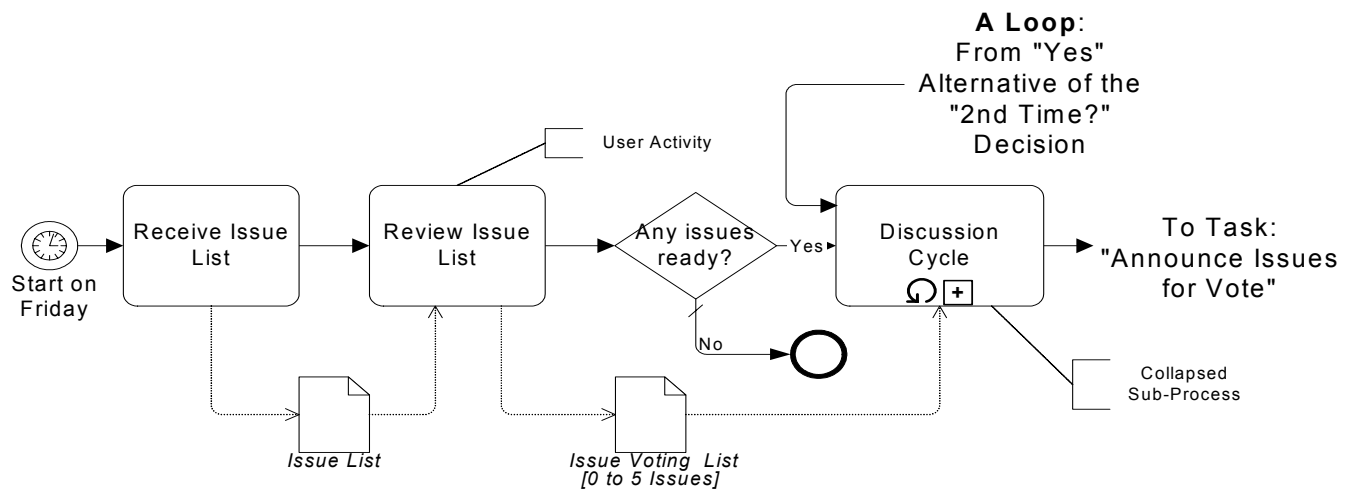 A Loop:
From "Yes"
Alternative of the
"2nd Time?"
Decision
User Activity
Start on
Friday
Receive Issue
List
Review Issue
List
Any issues
ready?
Yes
No
Discussion
Cycle
+
To Task:
"Announce Issues
for Vote"
Collapsed
Sub-Process
Issue List
Issue Voting List
[0 to 5 Issues]